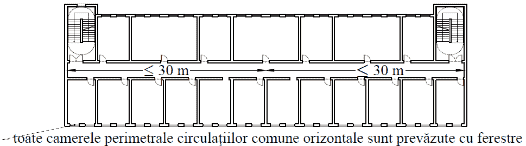 ≤ 30 m ≤ 30 m
toate camerele perimetrale circulațiilor comune orizontale sunt prevăzute cu ferestre